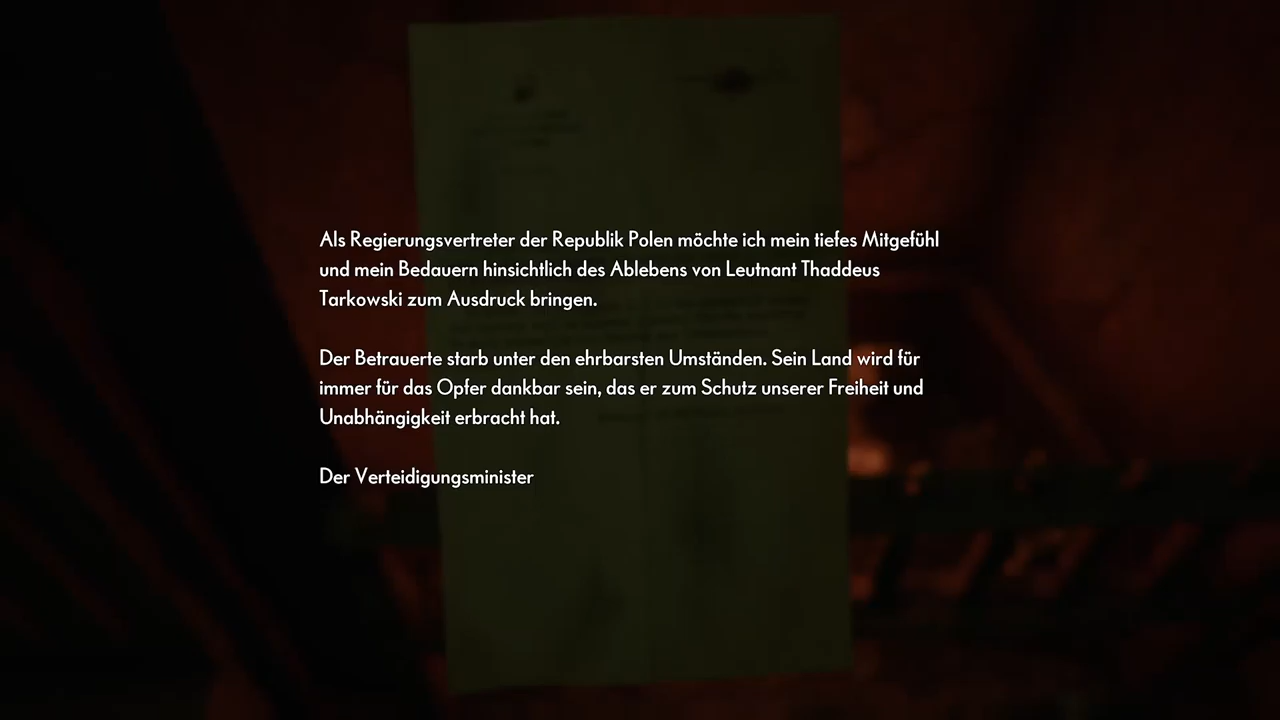 Als Regierungsvertreter der Republik Polen möchte ich mein tiefes Mitgefühl
und mein Bedauern hinsichtlich des Ablebens von Leutnant Thaddeus
Tarkowski zum Ausdruck bringen.
Der Betrauerte starb unter den ehrbarsten Umständen. Sein Land wird für
immer für das Opfer dankbar sein, das er zum Schutz unserer Freiheit und
Unabhängigkeit erbracht hat.
Der Verteidigungsminister